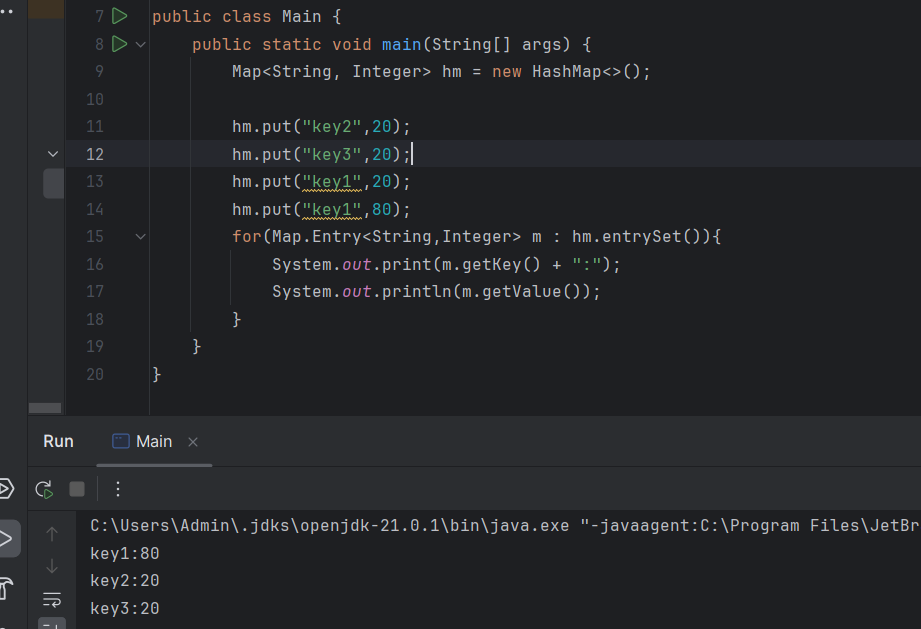 7 public class Main {
8 public static void main(String[] args) {
9 Map<String, Integer> hm = new HashMap<>();
10
11 hm.put("key2",20);
12 hm.put("key3",20);
13 hm.put("key1",20);
14 hm.put("key1",80);
15 for(Map.Entry<String,Integer> m : hm.entrySet()){
16 System.out.print(m.getKey() + ":");
17 System.out.println(m.getValue());
18 }
19 }
20 }
Run Main
C:\Users\Admin\.jdks\openjdk-21.0.1\bin\java.exe "-javaagent:C:\Program Files\JetBr
key1:80
key2:20
key3:20